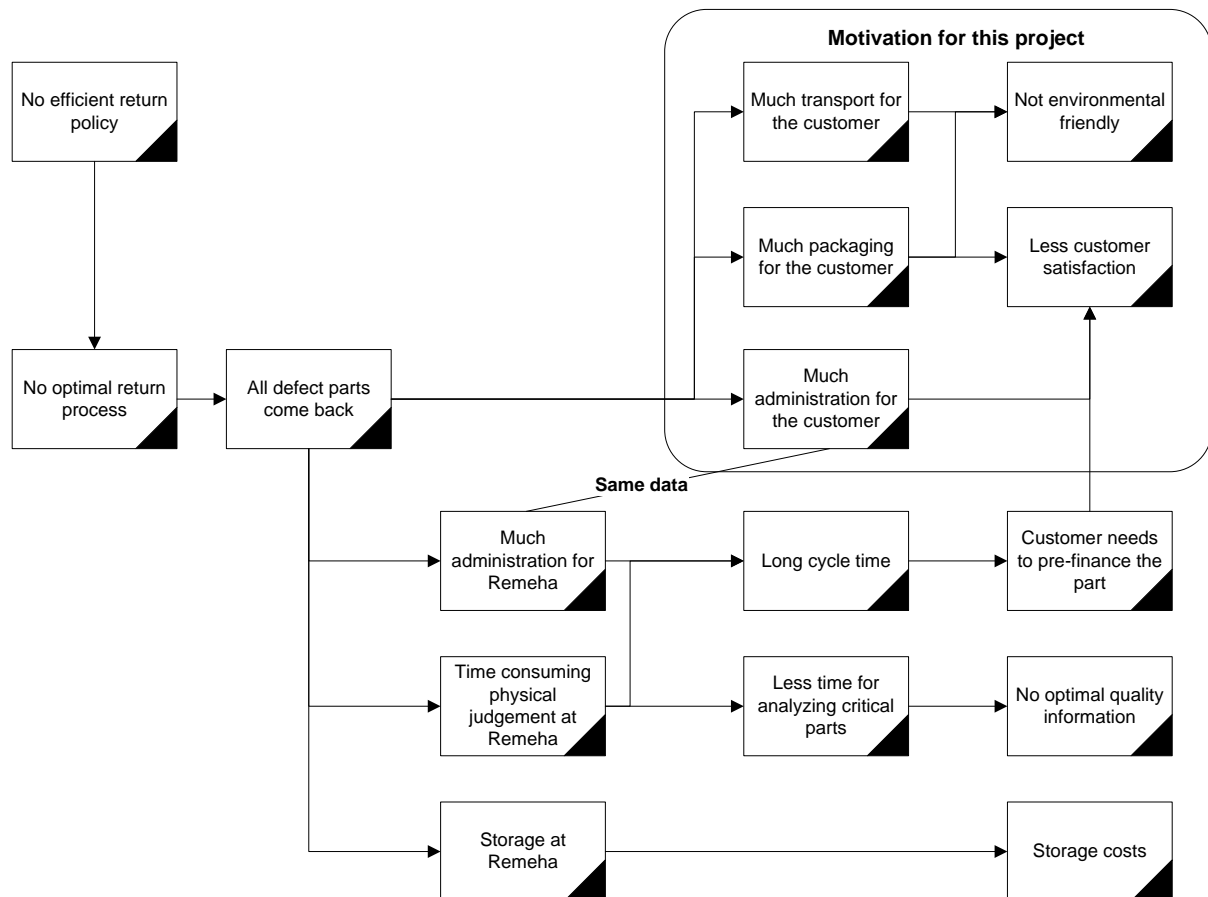 Motivation for this project
No efficient return
policy
Much transport for
the customer
Not environmental
friendly
Much packaging
for the customer
Less customer
satisfaction
No optimal return
process
All defect parts
come back
Much
administration for
the customer
Same data
Much
administration for
Remeha
Long cycle time
Customer needs
to pre-finance the
part
Time consuming
physical
judgement at
Remeha
Less time for
analyzing critical
parts
No optimal quality
information
Storage at
Remeha
Storage costs